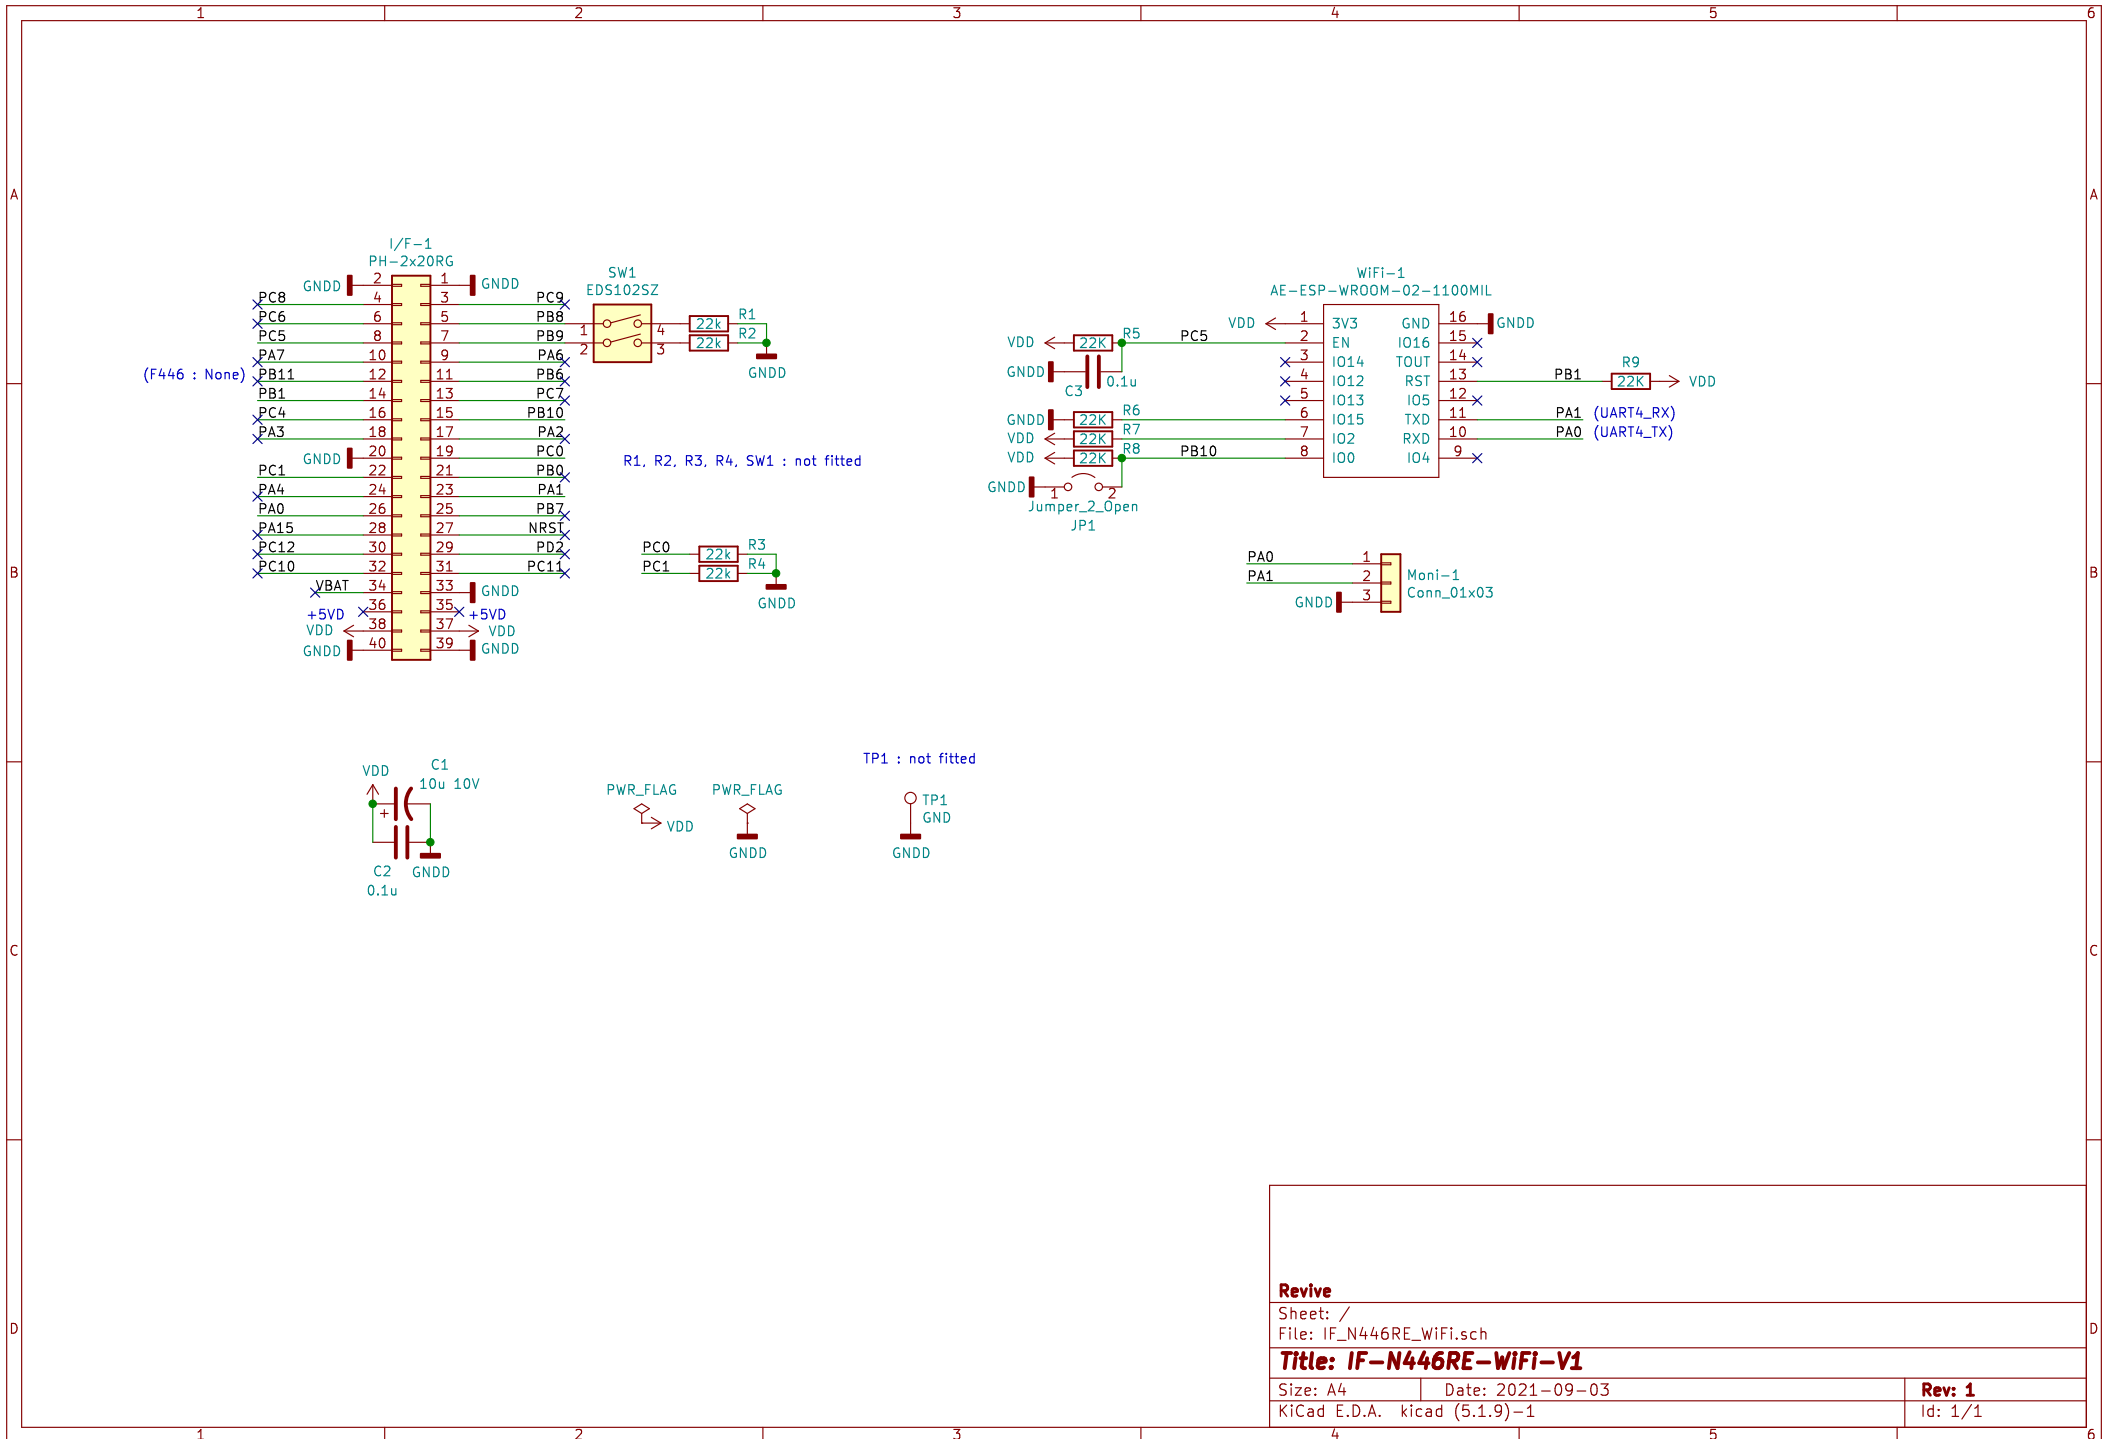 1 2 3 4 5 6
A A
B B
C C
D D
I/F-1
PH-2x20RG
GNDD 2 1 GNDD
PC8 4 3 PC9
PC6 6 5 PB8
PC5 8 7 PB9
PA7 10 9 PA6
(F446 : None) PB11 12 11 PB6
PB1 14 13 PC7
PC4 16 15 PB10
PA3 18 17 PA2
GNDD 20 19 PC0
PC1 22 21 PB0
PA4 24 23 PA1
PA0 26 25 PB7
PA15 28 27 NRST
PC12 30 29 PD2
PC10 32 31 PC11
VBAT 34 33 GNDD
+5VD 36 35 +5VD
VDD 38 37 VDD
GNDD 40 39 GNDD
SW1
EDS102SZ
1 4 22k R1
2 3 22k R2
GNDD
R1, R2, R3, R4, SW1 : not fitted
PC0 22k R3
PC1 22k R4
GNDD
WiFi-1
AE-ESP-WROOM-02-1100MIL
VDD 1 3V3 GND 16 GNDD
VDD 22K R5 PC5 2 EN IO16 15
GNDD C3 0.1u 3 IO14 TOUT 14
4 IO12 RST 13 PB1 22K R9 VDD
5 IO13 IO5 12
GNDD 22K R6 6 IO15 TXD 11 PA1 (UART4_RX)
VDD 22K R7 7 IO2 RXD 10 PA0 (UART4_TX)
VDD 22K R8 PB10 8 IO0 IO4 9
GNDD 1 2
Jumper_2_Open
JP1
PA0 1
PA1 2 Moni-1
GNDD 3 Conn_01x03
VDD C1
10u 10V
+
C2 GNDD
0.1u
PWR_FLAG
VDD
PWR_FLAG
GNDD
TP1 : not fitted
TP1
GND
GNDD
Revive
Sheet: /
File: IF_N446RE_WiFi.sch
Title: IF-N446RE-WiFi-V1
Size: A4 Date: 2021-09-03 Rev: 1
KiCad E.D.A. kicad (5.1.9)-1 Id: 1/1
1 2 3 4 5 6